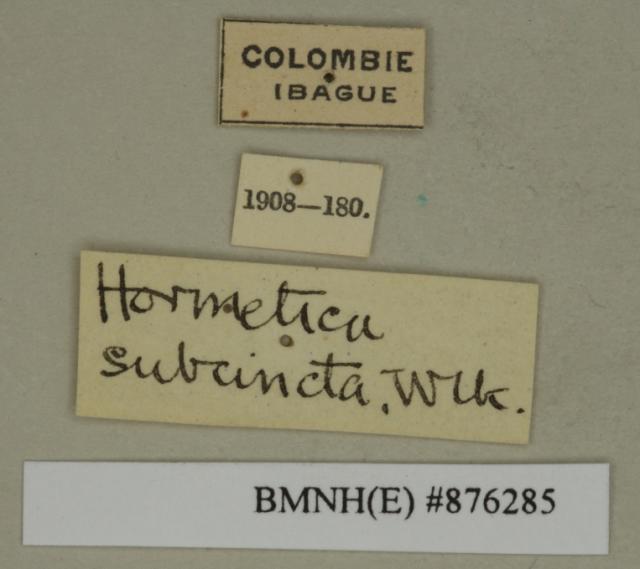 COLOMBIE
IBAGUE
1908—180.
Hormetica
subcincta, Wlk.
BMNH(E) #876285